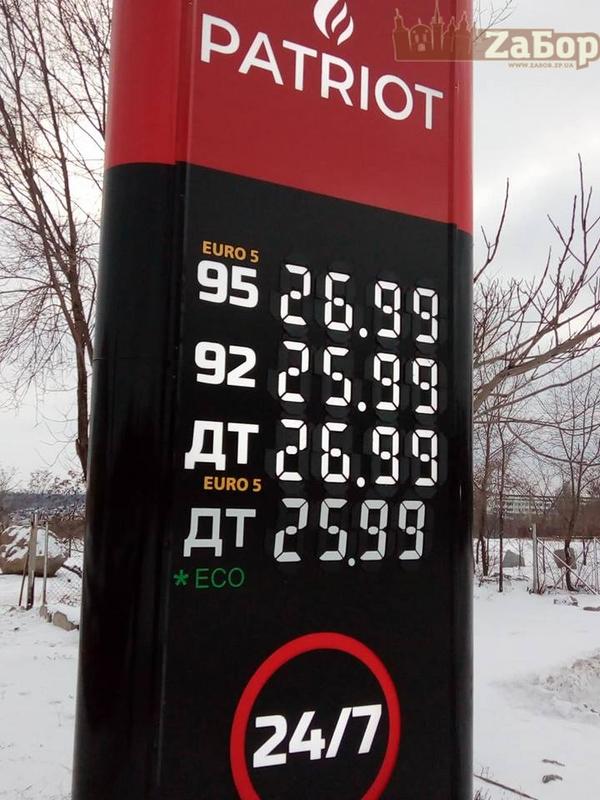 PATRIOT
ZaБор
WWW.ZABOR.ZP.UA
EURO 5
95 26.99
92 25.99
ДТ 26.99
EURO 5
ДТ 25.99
*ECO
24/7